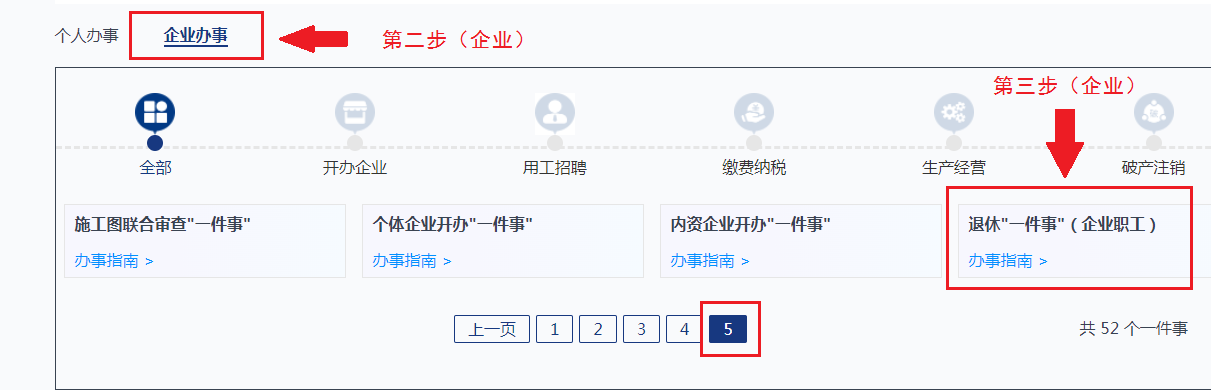 个人办事 企业办事 第二步（企业）
第三步（企业）
全部 开办企业 用工招聘 缴费纳税 生产经营 破产注销
施工图联合审查"一件事" 个体企业开办"一件事" 内资企业开办"一件事" 退休"一件事" ( 企业职工 )
办事指南 > 办事指南 > 办事指南 > 办事指南 >
上一页 1 2 3 4 5 共 52 个一件事